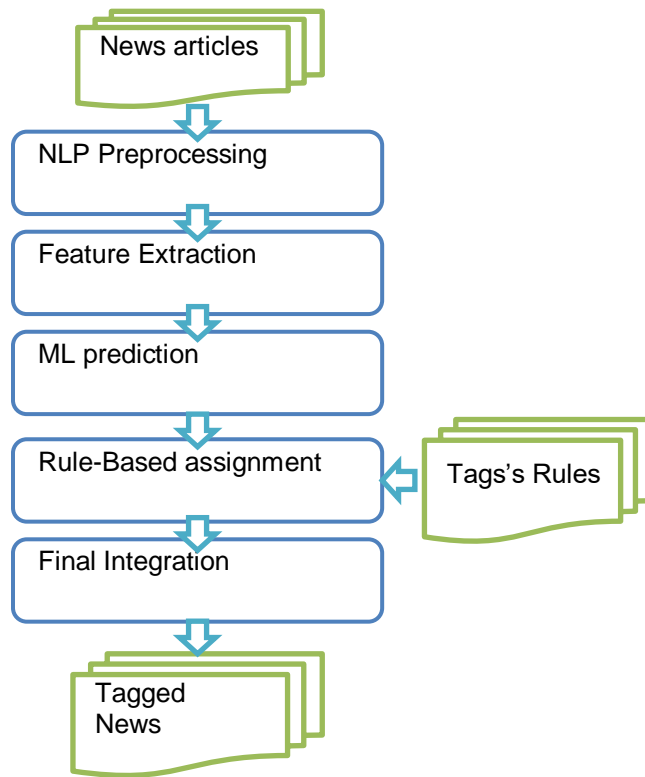 News articles
NLP Preprocessing
Feature Extraction
ML prediction
Rule-Based assignment
Tags's Rules
Final Integration
Tagged
News